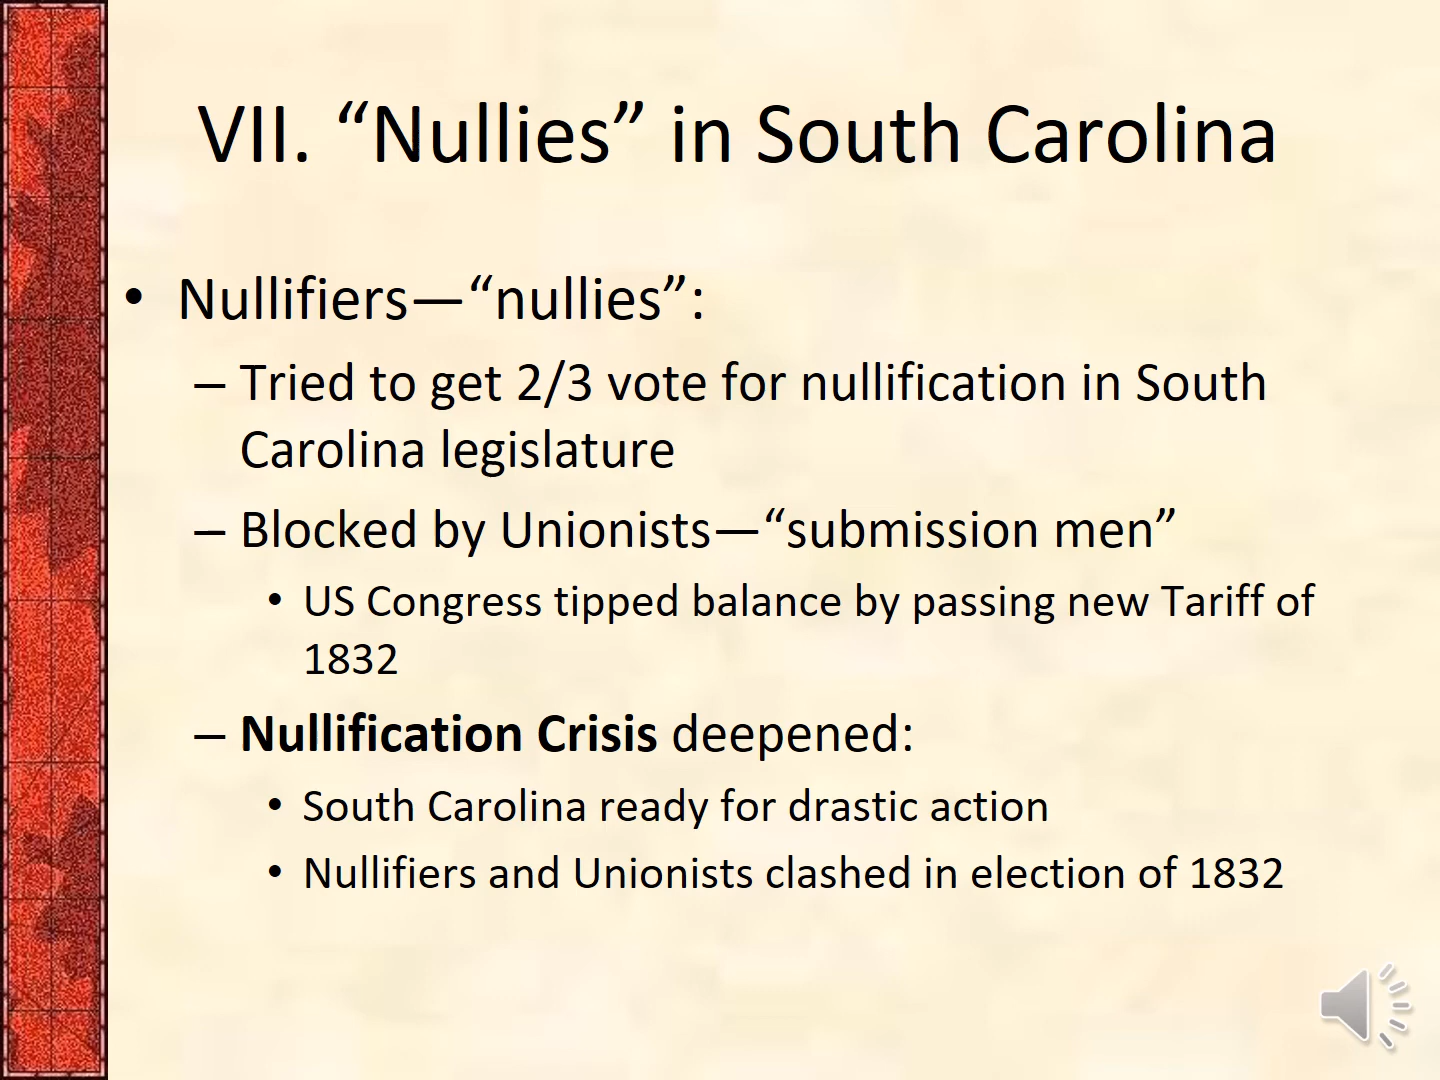 VII. “Nullies” in South Carolina
• Nullifiers—“nullies”:
– Tried to get 2/3 vote for nullification in South
Carolina legislature
– Blocked by Unionists—“submission men”
• US Congress tipped balance by passing new Tariff of
1832
– Nullification Crisis deepened:
• South Carolina ready for drastic action
• Nullifiers and Unionists clashed in election of 1832